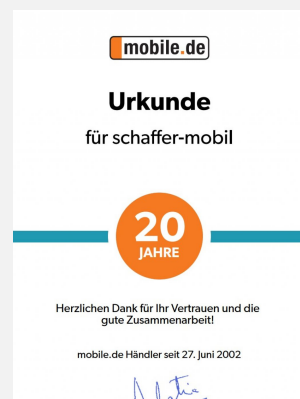 mobile.de
Urkunde
für schaffer-mobil
20
JAHRE
Herzlichen Dank für Ihr Vertrauen und die
gute Zusammenarbeit!
mobile.de Händler seit 27. Juni 2002